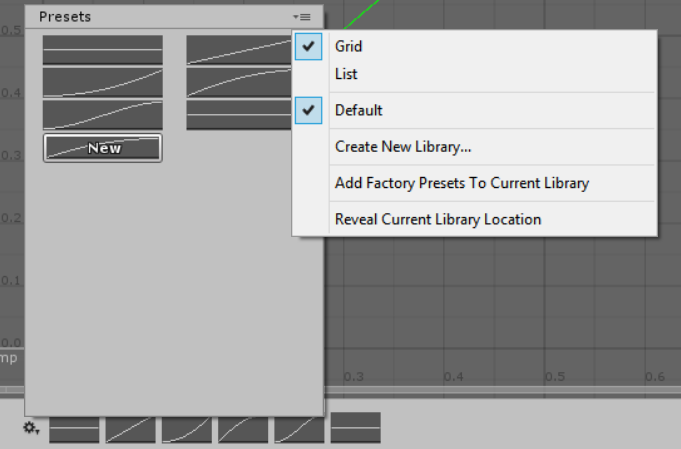 Presets
0.5
Grid
List
0.4
Default
New
Create New Library...
0.3
Add Factory Presets To Current Library
0.2
Reveal Current Library Location
0.1
0.0
mp
0.3
0.4
0.5
0.6